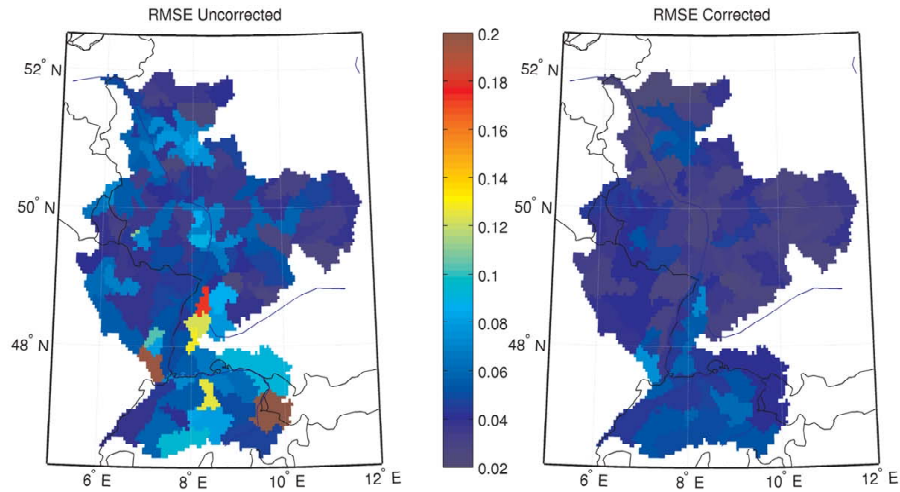 RMSE Uncorrected
RMSE Corrected
52° N
50° N
48° N
6° E
8° E
10° E
12° E
0.2
0.18
0.16
0.14
0.12
0.1
0.08
0.06
0.04
0.02
52° N
50° N
48° N
6° E
8° E
10° E
12° E